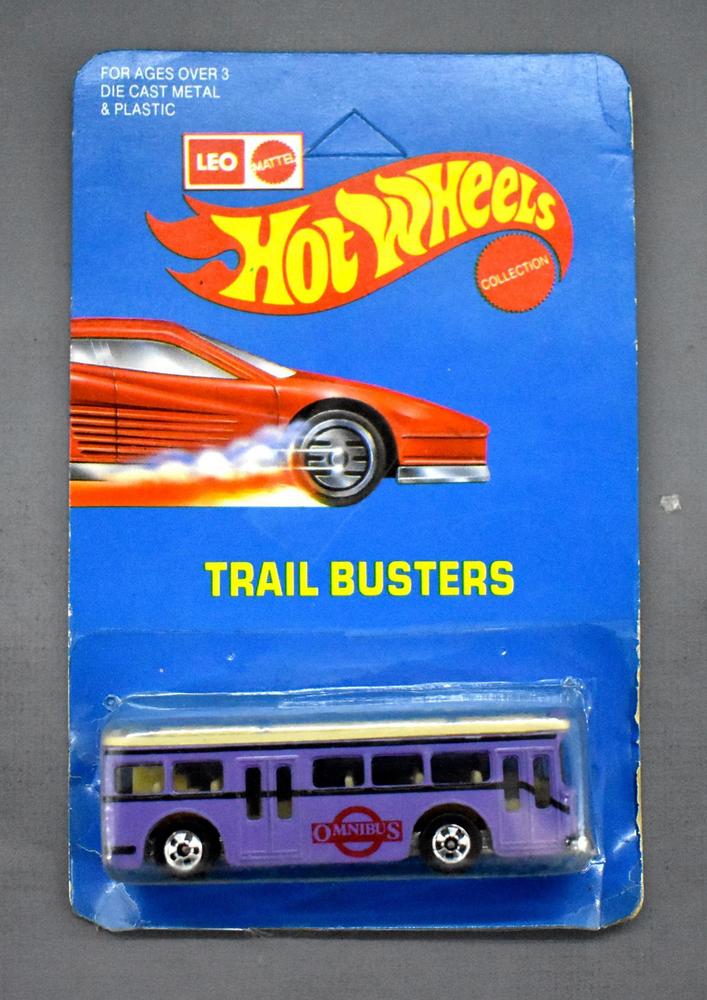 FOR AGES OVER 3
DIE CAST METAL
& PLASTIC
LEO
MATTEL
HOT WHEELS
COLLECTION
TRAIL BUSTERS
OMNIBUS